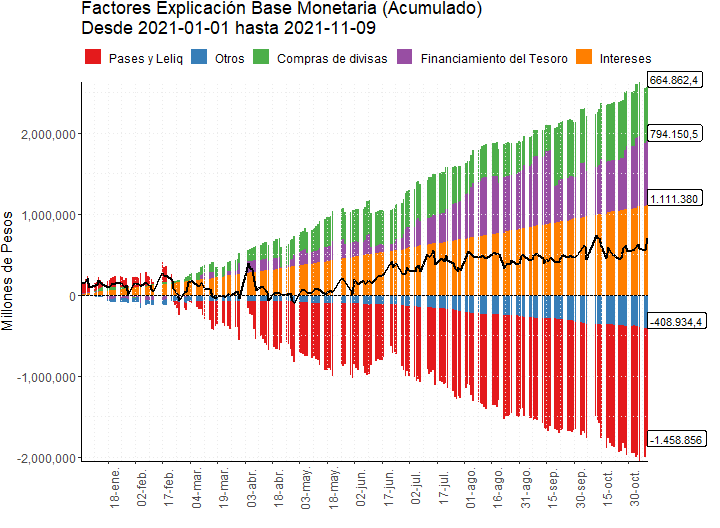 Factores Explicación Base Monetaria (Acumulado)
Desde 2021-01-01 hasta 2021-11-09
Pases y Leliq Otros Compras de divisas Financiamiento del Tesoro Intereses
Millones de Pesos
2,000,000
1,000,000
0
-1,000,000
-2,000,000
664.862,4
794.150,5
1.111.380
-408.934,4
-1.458.856
18-ene. 02-feb. 17-feb. 04-mar. 19-mar. 03-abr. 18-abr. 03-may. 18-may. 02-jun. 17-jun. 02-jul. 17-jul. 01-ago. 16-ago. 31-ago. 15-sep. 30-sep. 15-oct. 30-oct.